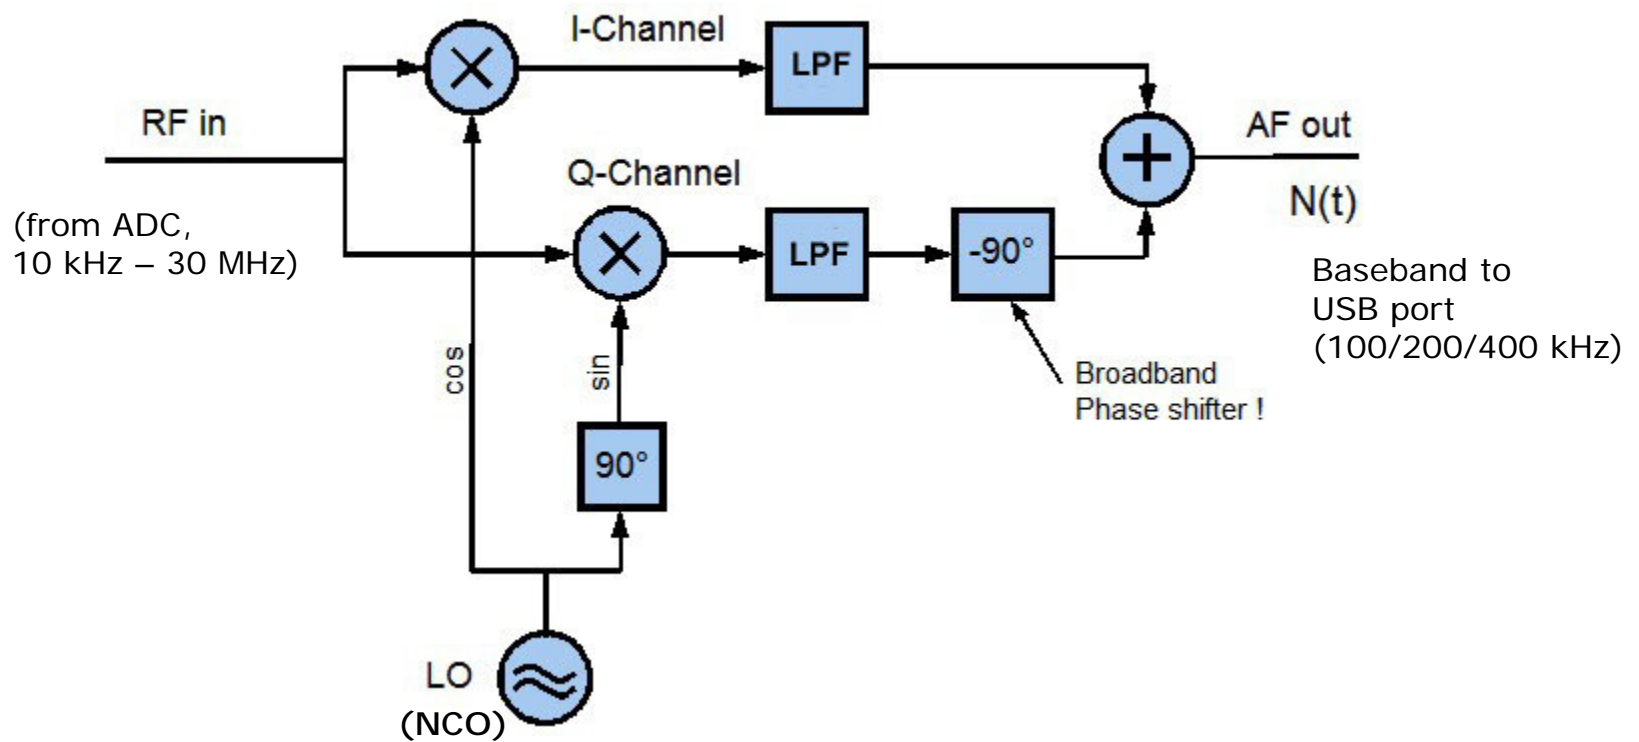 I-Channel
LPF
RF in
AF out
Q-Channel
N(t)
(from ADC,
10 kHz – 30 MHz)
LPF
-90°
Baseband to
USB port
(100/200/400 kHz)
cos
sin
Broadband
Phase shifter !
90°
LO
(NCO)